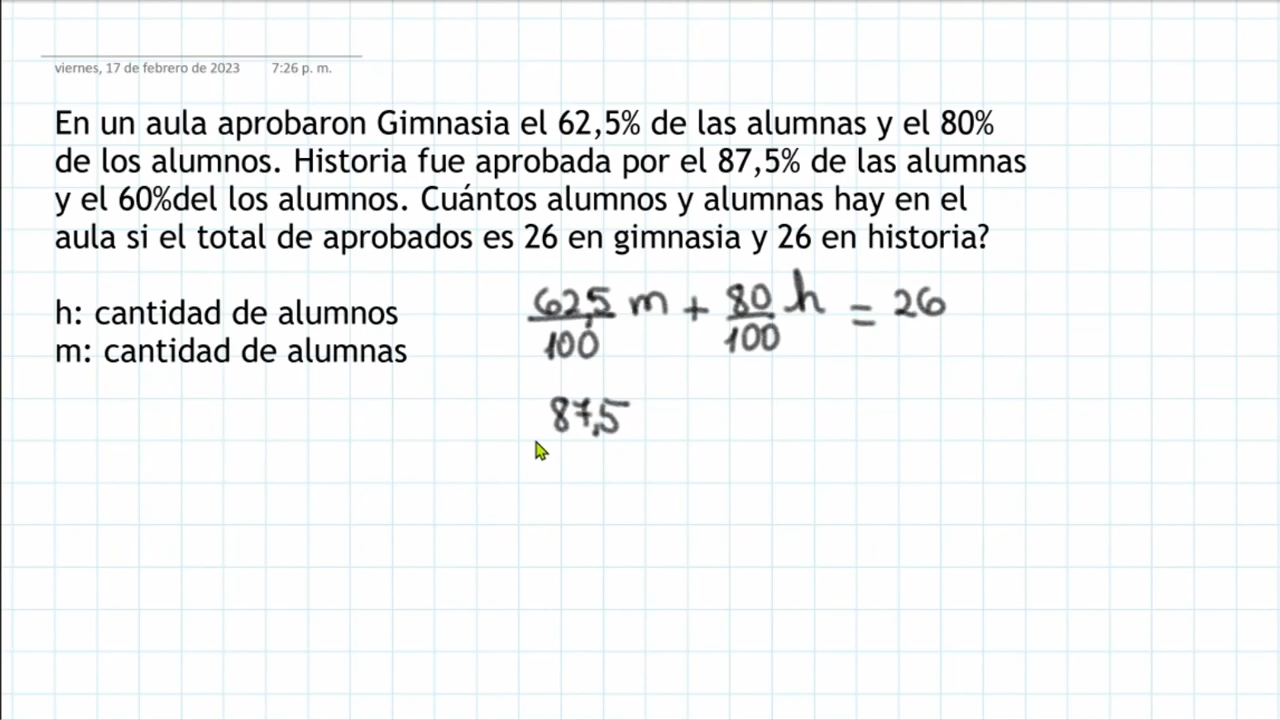 viernes, 17 de febrero de 2023 7:26 p. m.
En un aula aprobaron Gimnasia el 62,5% de las alumnas y el 80%
de los alumnos. Historia fue aprobada por el 87,5% de las alumnas
y el 60%del los alumnos. Cuántos alumnos y alumnas hay en el
aula si el total de aprobados es 26 en gimnasia y 26 en historia?
h: cantidad de alumnos
m: cantidad de alumnas
62,5/100 m + 80/100 h = 26
87,5